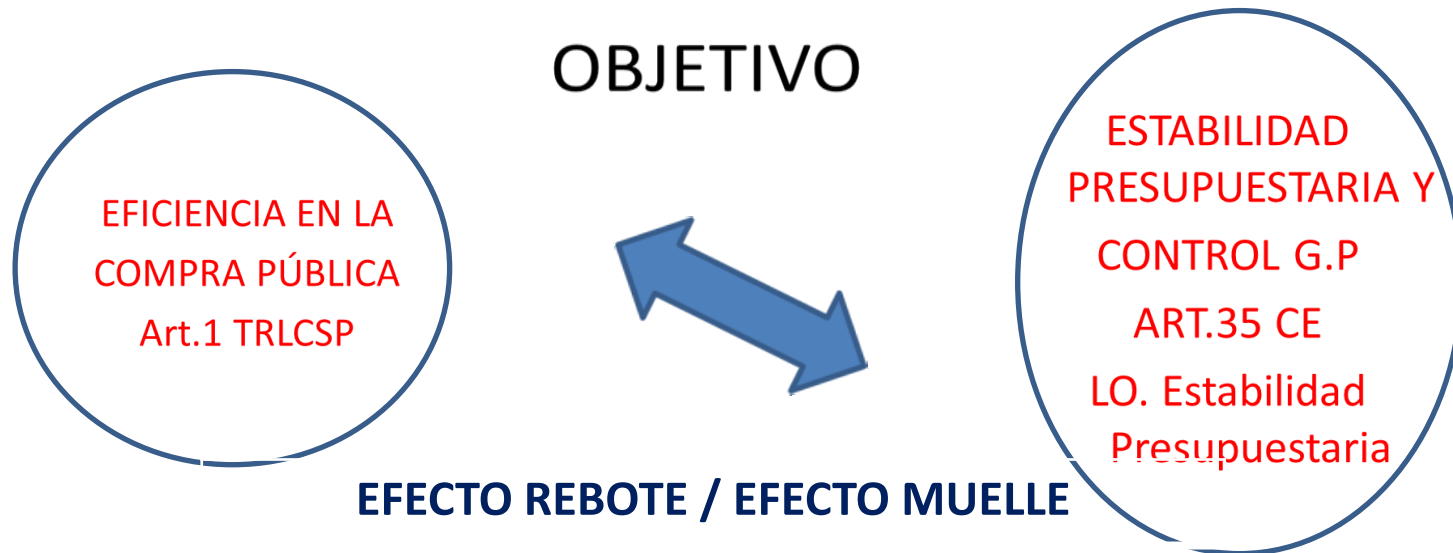 OBJETIVO
EFICIENCIA EN LA
COMPRA PÚBLICA
Art.1 TRLCSP
ESTABILIDAD
PRESUPUESTARIA Y
CONTROL G.P
ART.35 CE
LO. Estabilidad
Presupuestaria
EFECTO REBOTE / EFECTO MUELLE